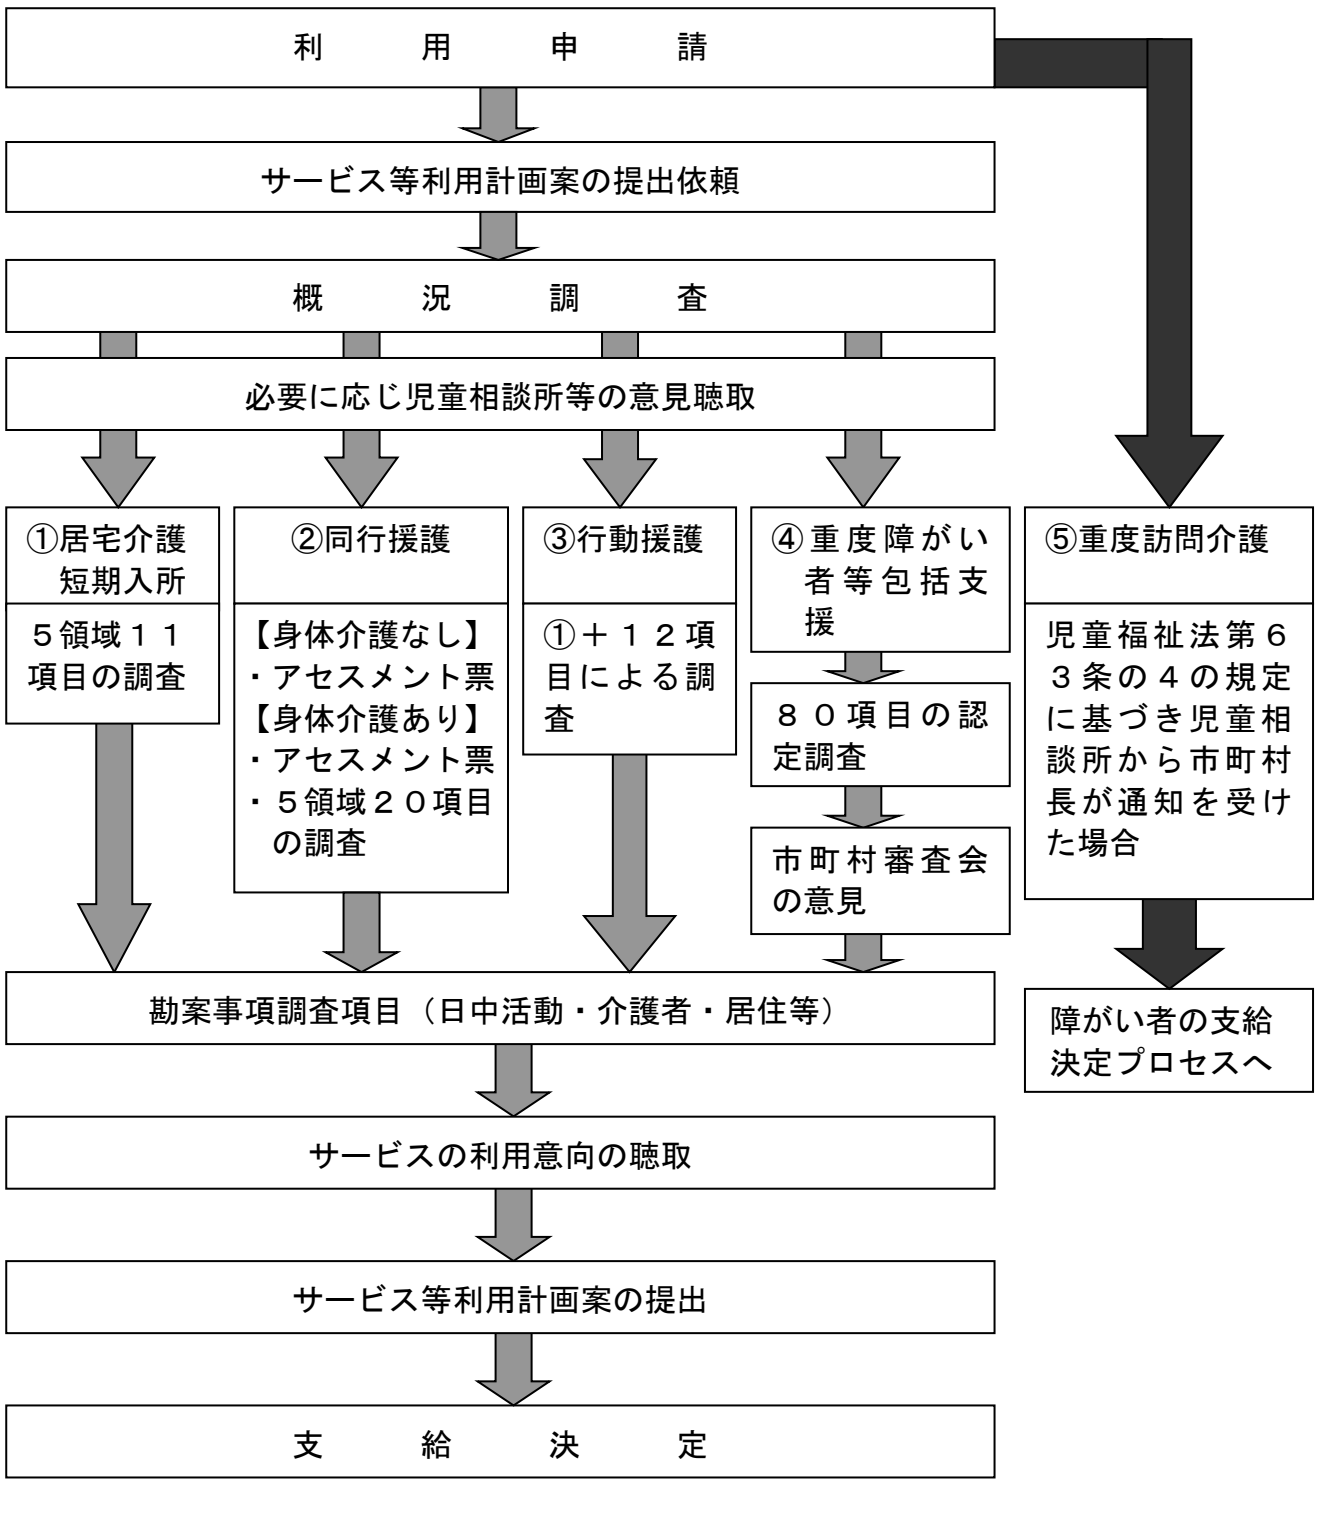 利用申請
サービス等利用計画案の提出依頼
概況調査
必要に応じ児童相談所等の意見聴取
①居宅介護
短期入所
５領域１１
項目の調査
②同行援護
【身体介護なし】
・アセスメント票
【身体介護あり】
・アセスメント票
・５領域２０項目
の調査
③行動援護
①＋１２項
目による調
査
④重度障がい
者等包括支
援
８０項目の認
定調査
市町村審査会
の意見
⑤重度訪問介護
児童福祉法第６
３条の４の規定
に基づき児童相
談所から市町村
長が通知を受け
た場合
障がい者の支給
決定プロセスへ
勘案事項調査項目（日中活動・介護者・居住等）
サービスの利用意向の聴取
サービス等利用計画案の提出
支給決定